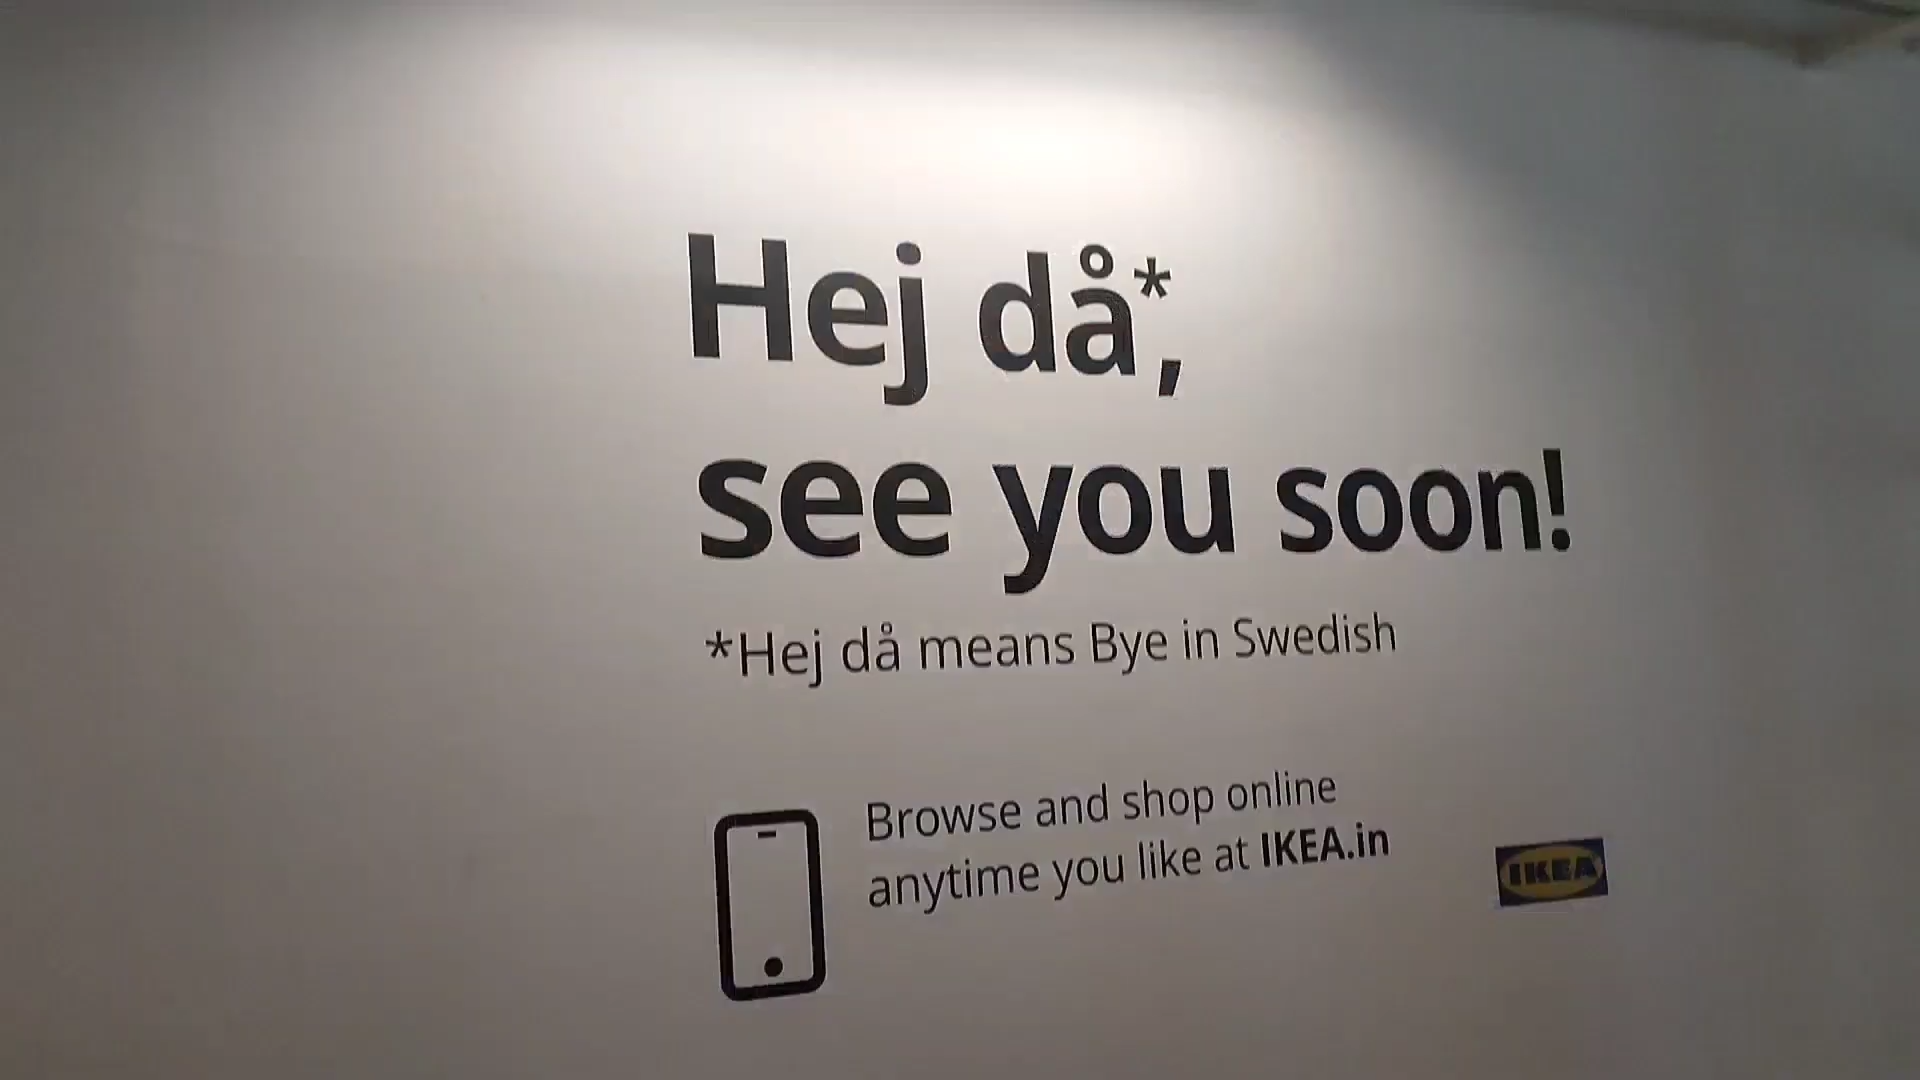 Hej då*,
see you soon!
*Hej då means Bye in Swedish
Browse and shop online
anytime you like at IKEA.in
IKEA